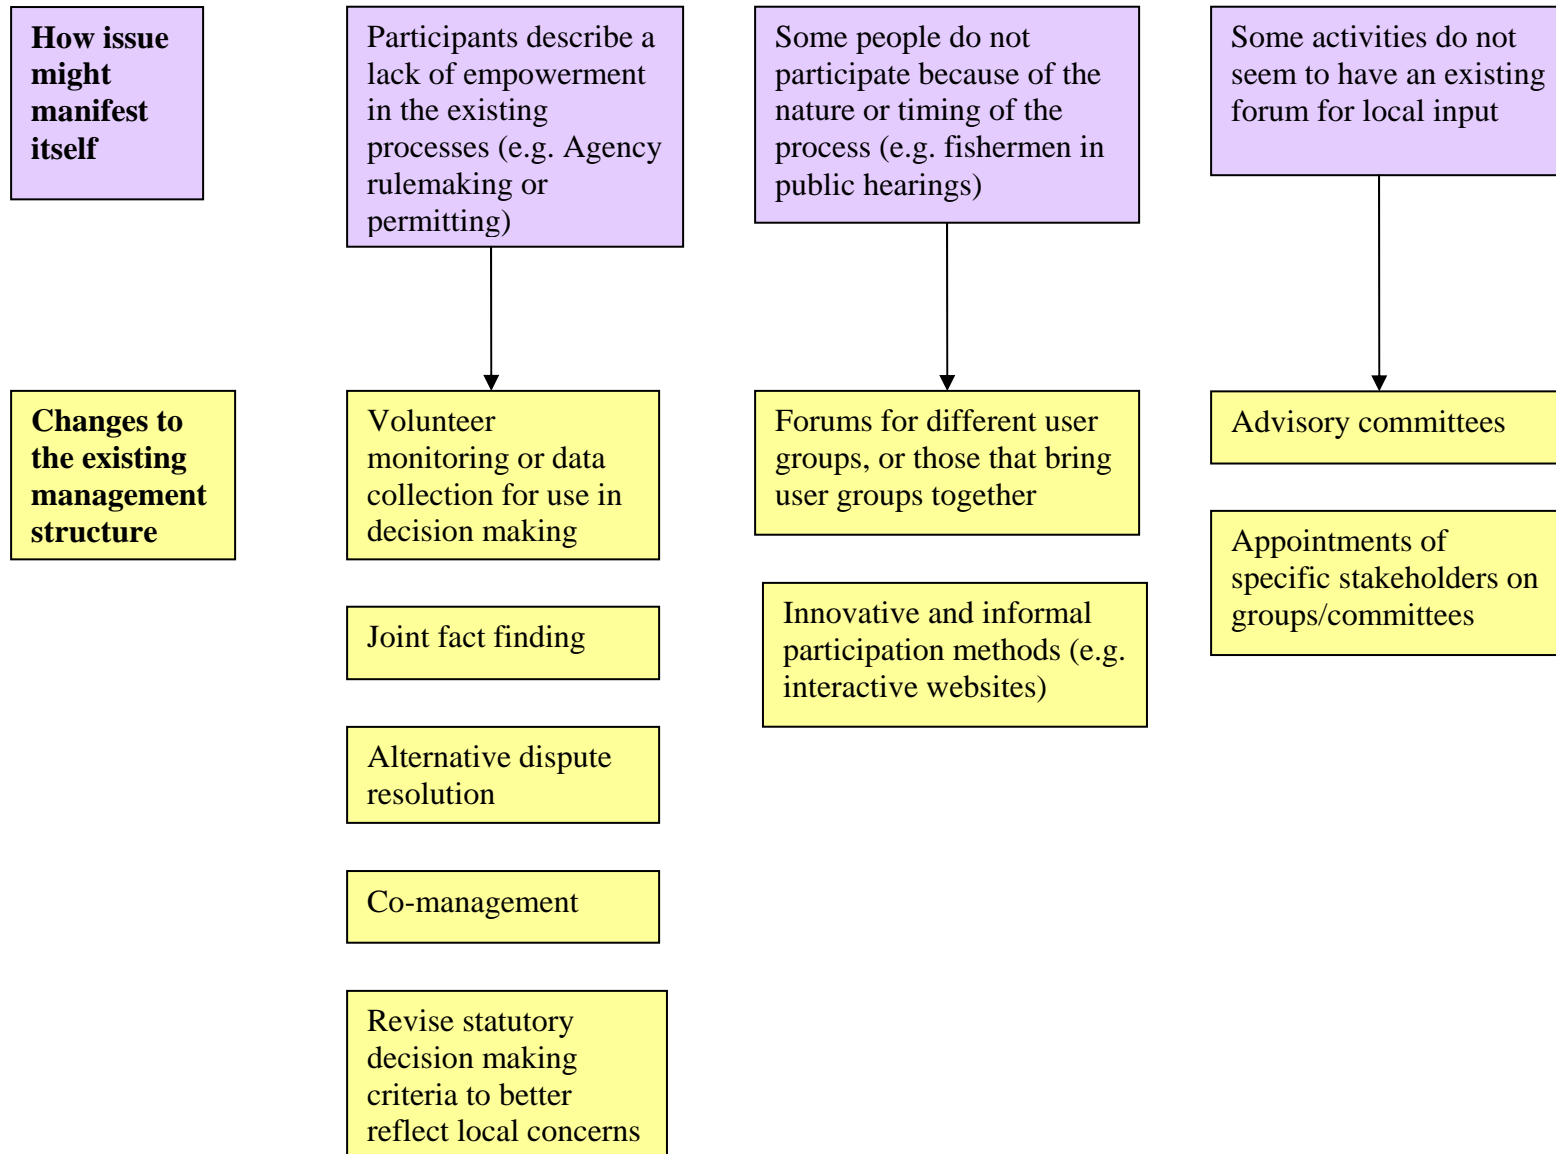 How issue
might
manifest
itself
Participants describe a
lack of empowerment
in the existing
processes (e.g. Agency
rulemaking or
permitting)
Some people do not
participate because of the
nature or timing of the
process (e.g. fishermen in
public hearings)
Some activities do not
seem to have an existing
forum for local input
Changes to
the existing
management
structure
Volunteer
monitoring or data
collection for use in
decision making
Joint fact finding
Alternative dispute
resolution
Co-management
Revise statutory
decision making
criteria to better
reflect local concerns
Forums for different user
groups, or those that bring
user groups together
Innovative and informal
participation methods (e.g.
interactive websites)
Advisory committees
Appointments of
specific stakeholders on
groups/committees